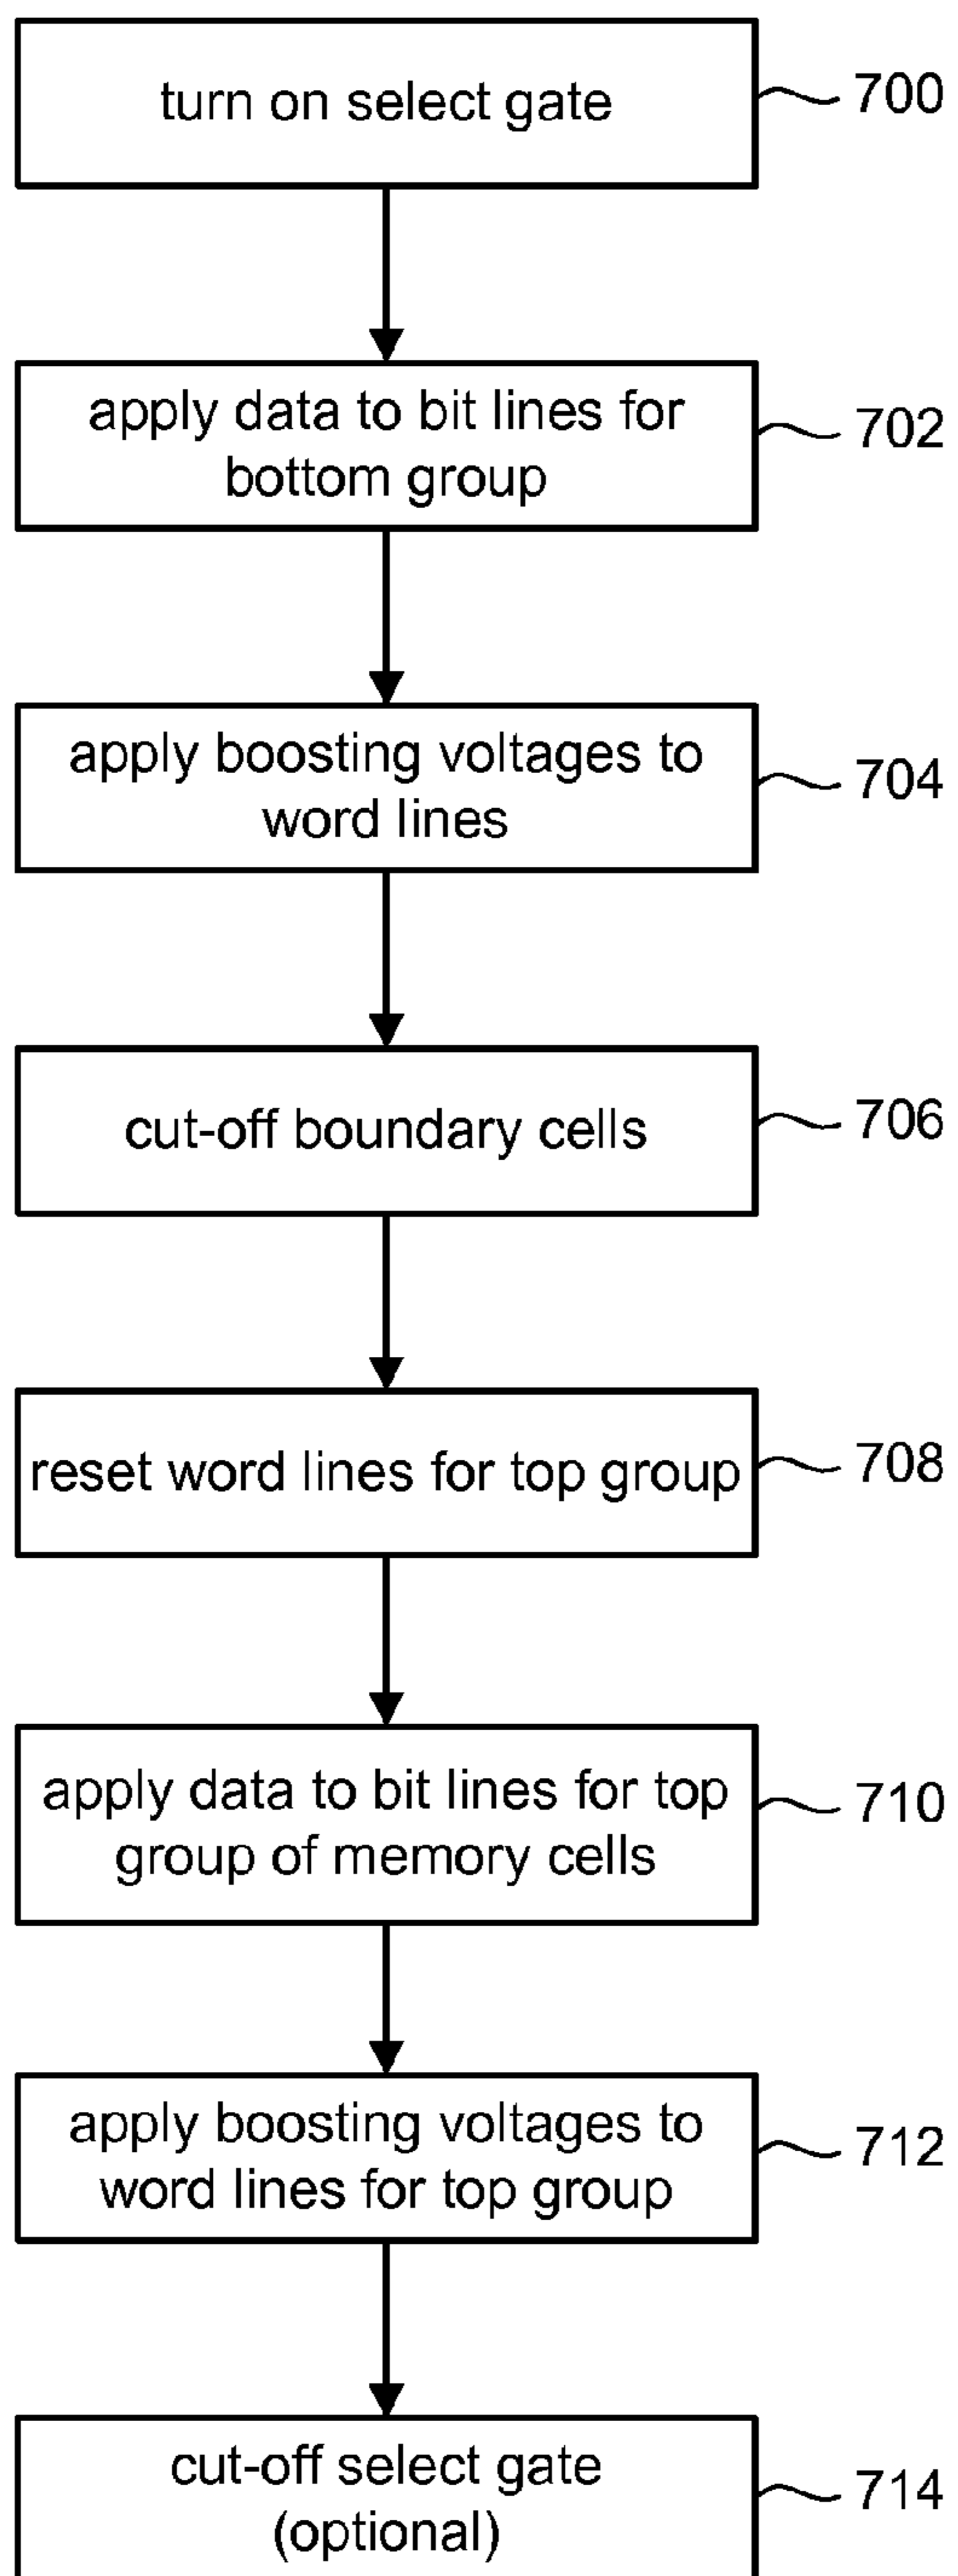 turn on select gate
700
apply data to bit lines for
bottom group
702
apply boosting voltages to
word lines
704
cut-off boundary cells
706
reset word lines for top group
708
apply data to bit lines for top
group of memory cells
710
apply boosting voltages to
word lines for top group
712
cut-off select gate
(optional)
714